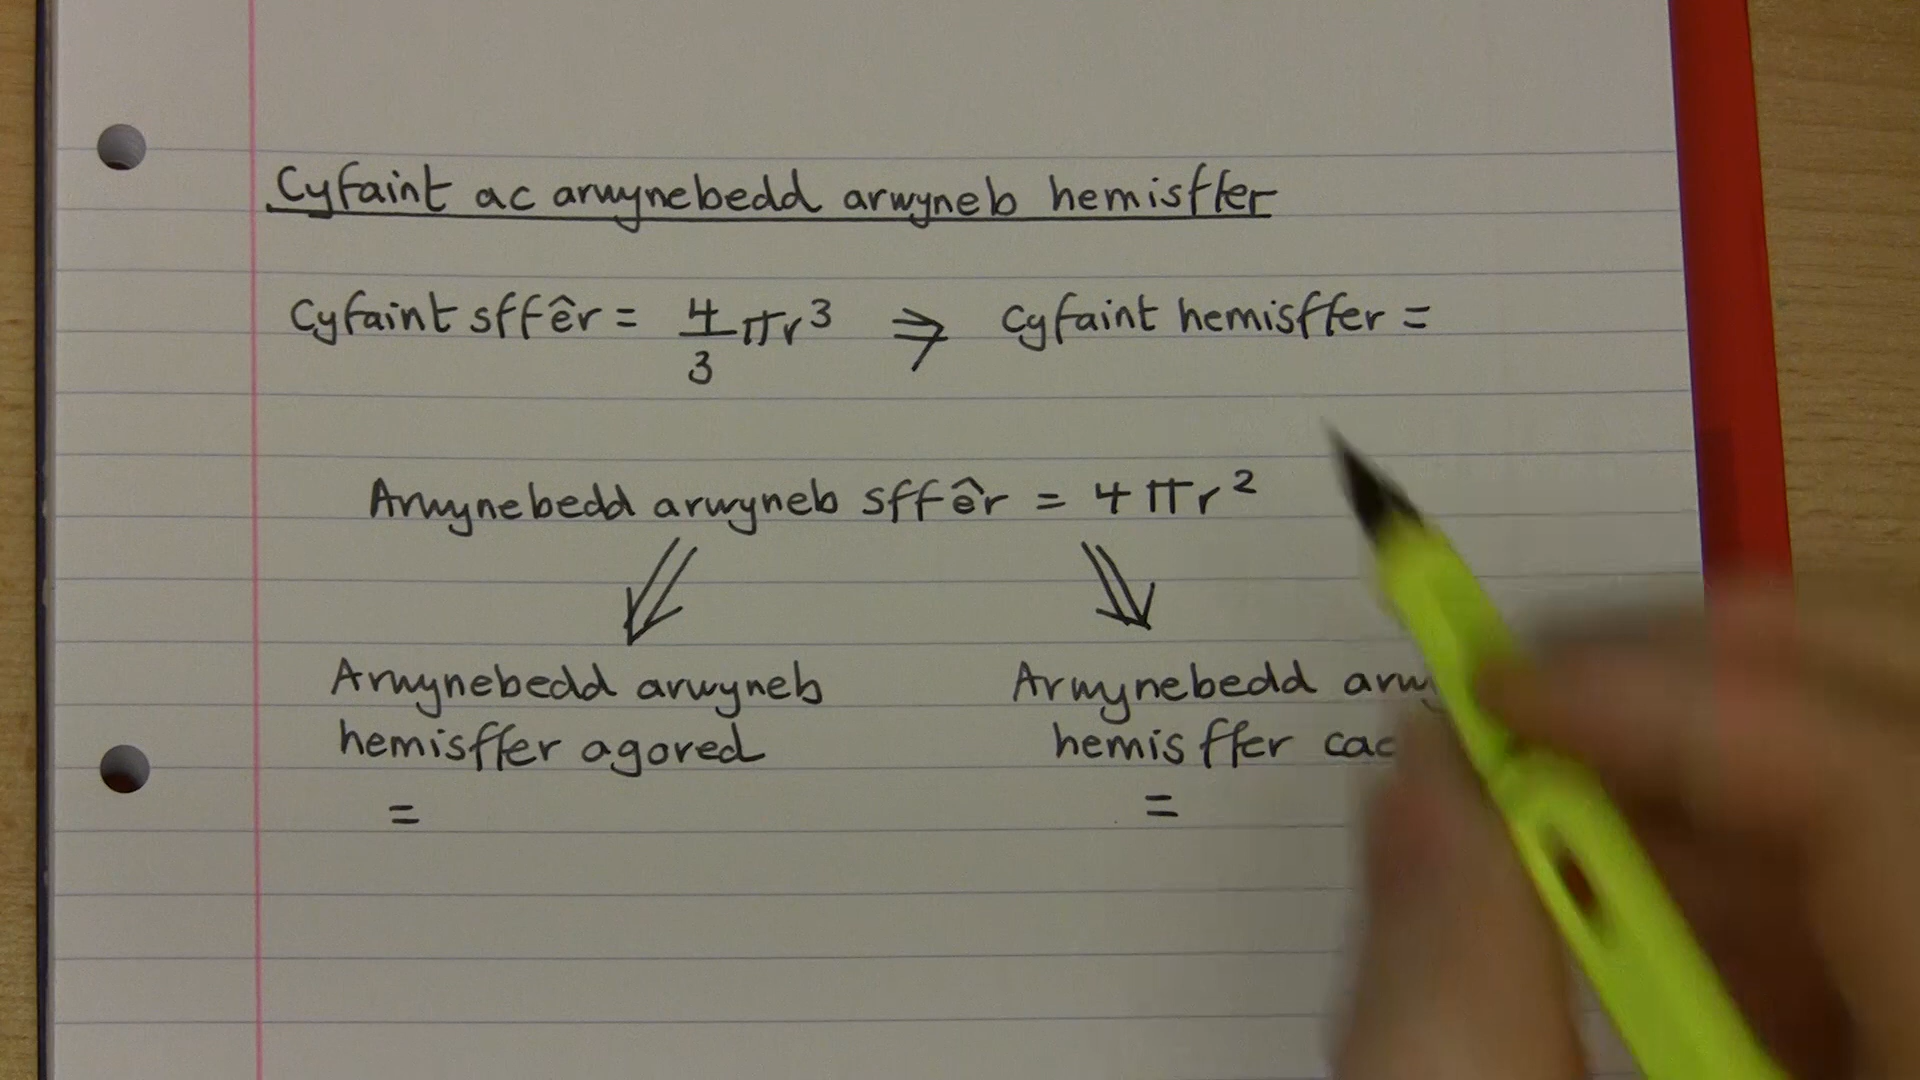 Cyfaint ac arwynebedd arwyneb hemisffer
Cyfaint sffêr = 4/3 πr³ ⇒ Cyfaint hemisffer =
Arwynebedd arwyneb sffêr = 4πr²
Arwynebedd arwyneb
hemisffer agored
=
Arwynebedd
hemisffer
=